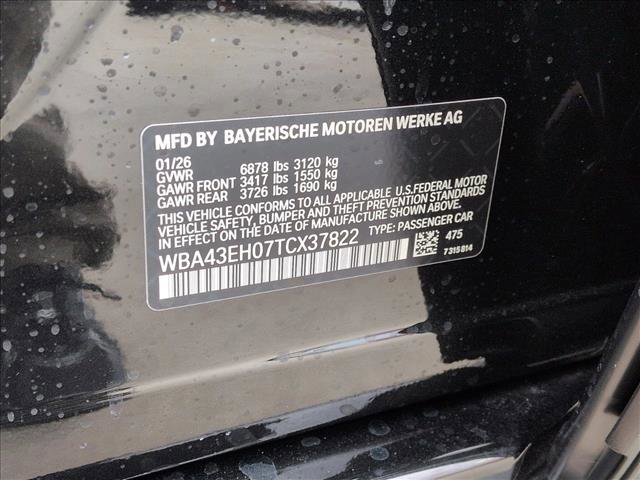 MFD BY BAYERISCHE MOTOREN WERKE AG
01/26
GVWR 6878 lbs 3120 kg
GAWR FRONT 3417 lbs 1550 kg
GAWR REAR 3726 lbs 1690 kg
THIS VEHICLE CONFORMS TO ALL APPLICABLE U.S.FEDERAL MOTOR
VEHICLE SAFETY, BUMPER AND THEFT PREVENTION STANDARDS
IN EFFECT ON THE DATE OF MANUFACTURE SHOWN ABOVE.
WBA43EH07TCX37822 TYPE: PASSENGER CAR
475
7315814